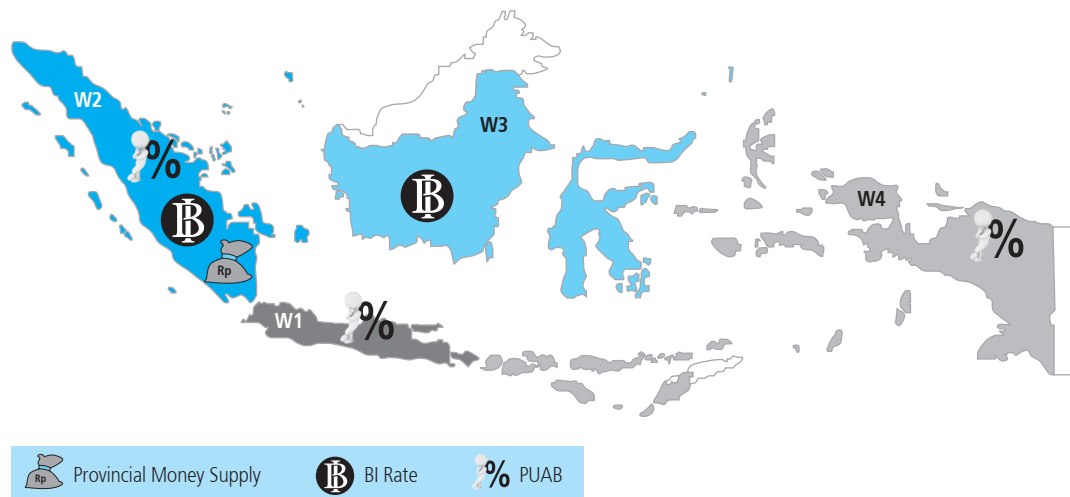 W2
%
W3
B
B
W4
%
Rp
W1
%
Rp Provincial Money Supply
B BI Rate
% PUAB